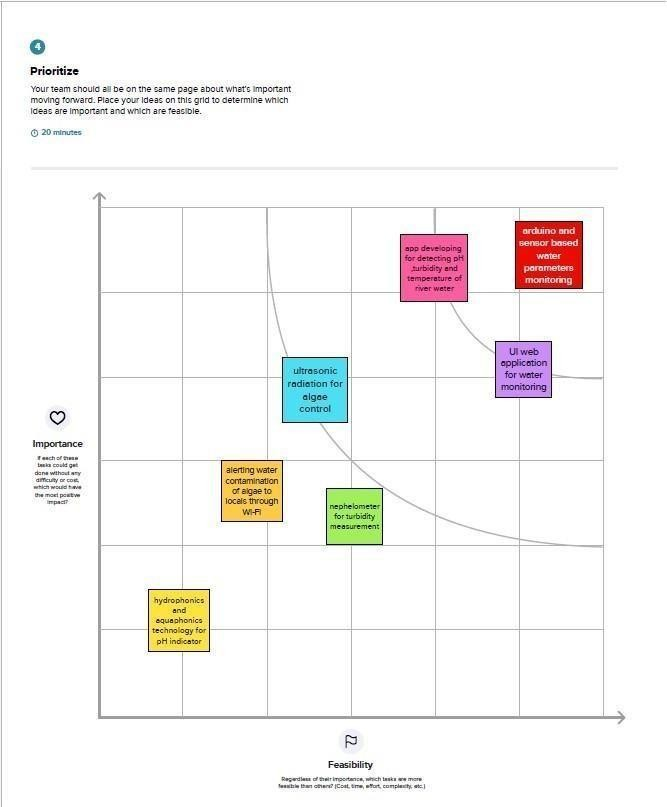 4
Prioritize
Your team should all be on the same page about what's important
moving forward. Place your ideas on this grid to determine which
ideas are important and which are feasible.
20 minutes
arduino and
sensor based
water
parameters
monitoring
app developing
for detecting pH
,turbidity and
temperature of
river water
UI web
application
for water
monitoring
ultrasonic
radiation for
algae
control
Importance
If each of these
tasks could get
done without any
difficulty or cost,
which would have
the most positive
impact?
alerting water
contamination
of algae to
locals through
Wi-Fi
nephelometer
for turbidity
measurement
hydrophonics
and
aquaphonics
technology for
pH indicator
Feasibility
Regardless of their importance, which tasks are more
feasible than others? (Cost, time, effort, complexity, etc.)